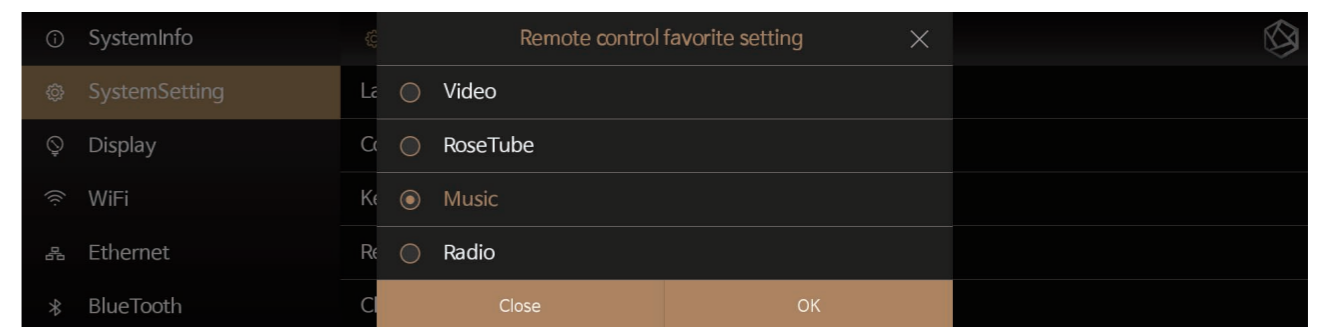 SystemInfo
Remote control favorite setting
SystemSetting
Video
Display
RoseTube
WiFi
Music
Ethernet
Radio
BlueTooth
Close
OK